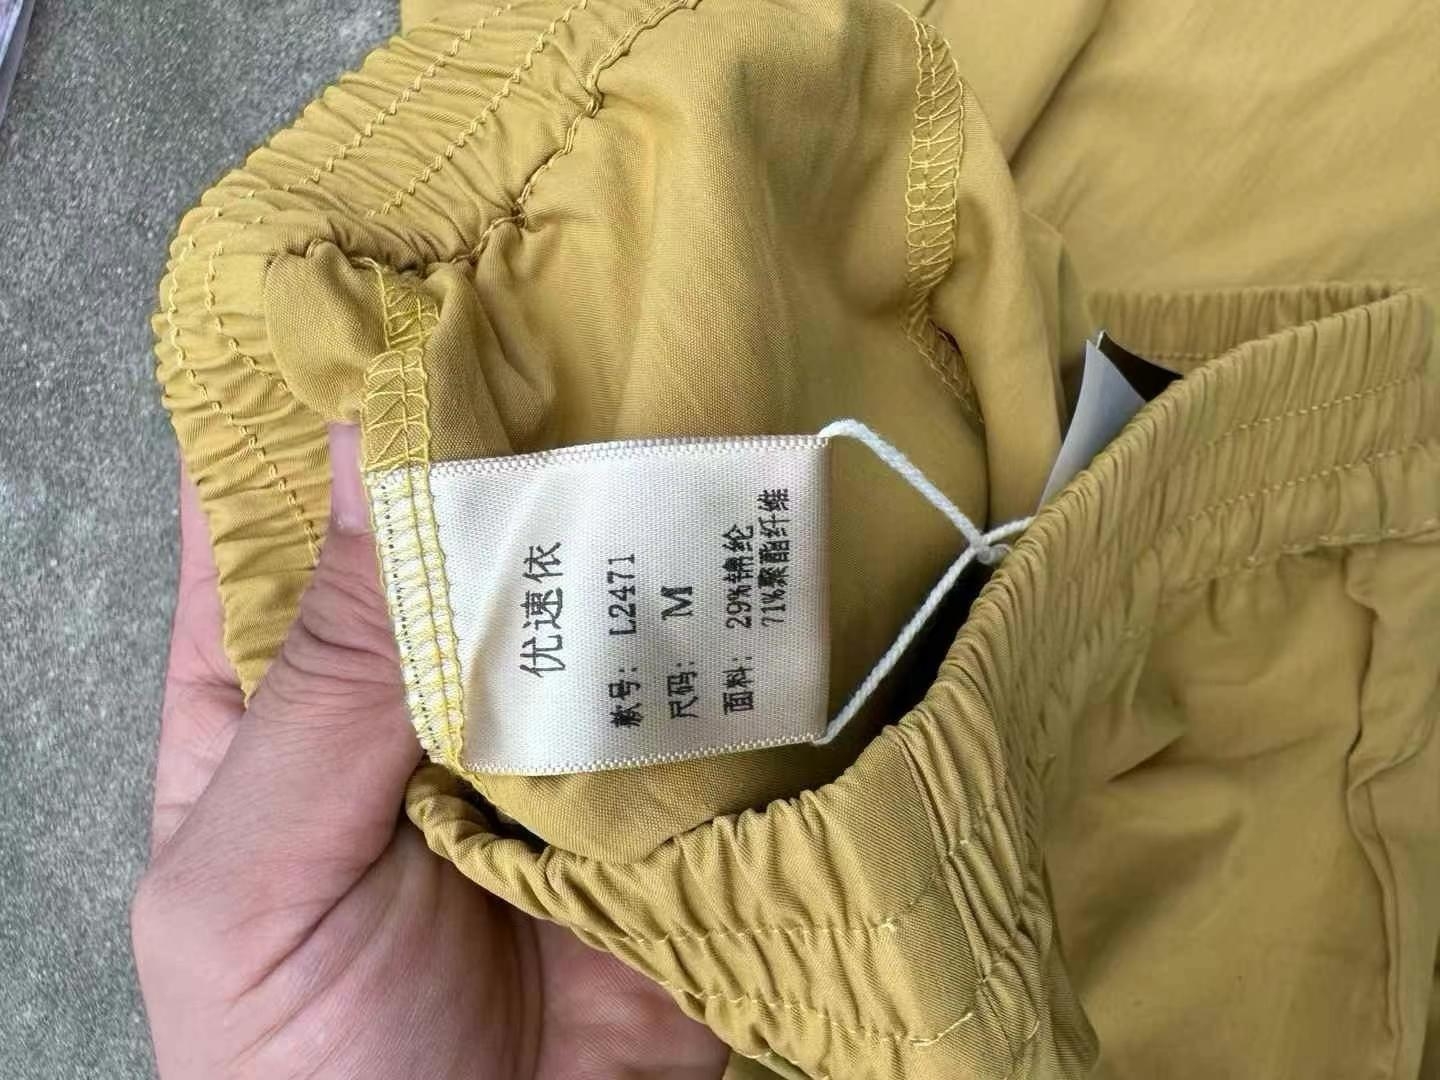 优速依
款号：L2471
尺码：M
面料：29%锦纶
71%聚酯纤维